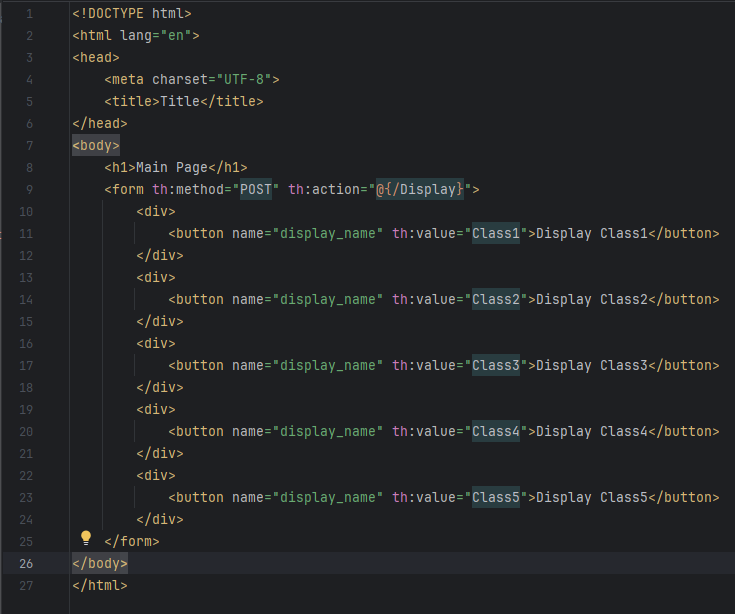 1 <!DOCTYPE html>
2 <html lang="en">
3 <head>
4     <meta charset="UTF-8">
5     <title>Title</title>
6 </head>
7 <body>
8     <h1>Main Page</h1>
9     <form th:method="POST" th:action="@{/Display}">
10         <div>
11             <button name="display_name" th:value="Class1">Display Class1</button>
12         </div>
13         <div>
14             <button name="display_name" th:value="Class2">Display Class2</button>
15         </div>
16         <div>
17             <button name="display_name" th:value="Class3">Display Class3</button>
18         </div>
19         <div>
20             <button name="display_name" th:value="Class4">Display Class4</button>
21         </div>
22         <div>
23             <button name="display_name" th:value="Class5">Display Class5</button>
24         </div>
25     </form>
26 </body>
27 </html>